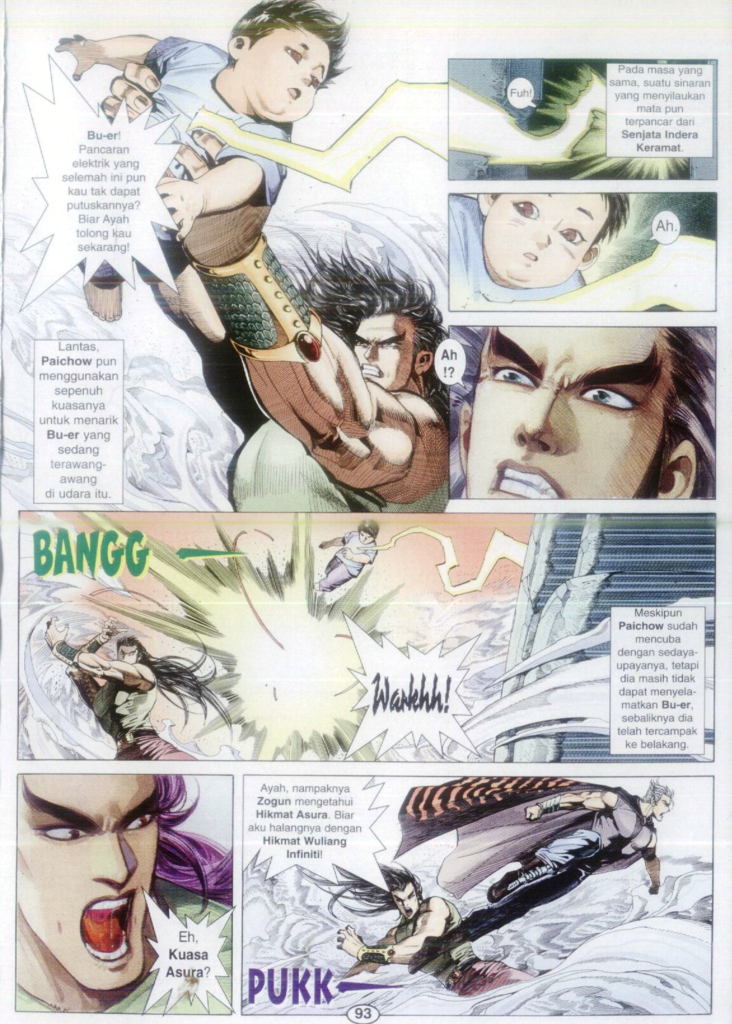 Bu-er!
Pancaran
elektrik yang
selemah ini pun
kau tak dapat
putuskannya?
Biar Ayah
tolong kau
sekarang!
Lantas,
Paichow pun
menggunakan
sepenuh
kuasanya
untuk menarik
Bu-er yang
sedang
terawang-
awang
di udara itu.
Fuh!
Pada masa yang
sama, suatu sinaran
yang menyilaukan
mata pun
terpancar dari
Senjata Indera
Keramat.
Ah.
Ah
!?
BANGG
Warkhh!
Meskipun
Paichow sudah
mencuba
dengan sedaya-
upayanya, tetapi
dia masih tidak
dapat menyela-
matkan Bu-er,
sebaliknya dia
telah tercampak
ke belakang.
Eh,
Kuasa
Asura?
Ayah, nampaknya
Zogun mengetahui
Hikmat Asura. Biar
aku halangnya dengan
Hikmat Wuliang
Infiniti!
PUKK
93